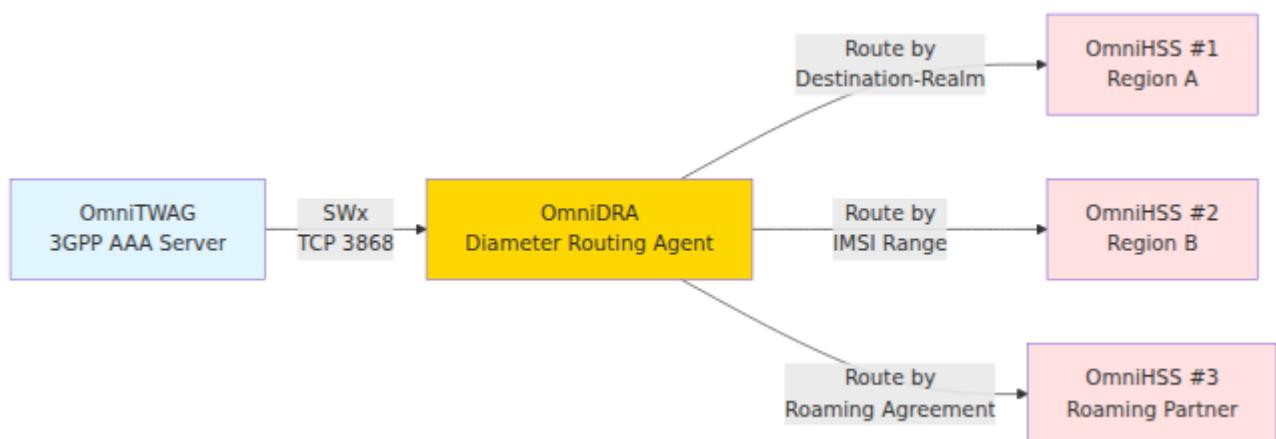 OmniTWAG
3GPP AAA Server
SWx
TCP 3868
OmniDRA
Diameter Routing Agent
Route by
Destination-Realm
OmniHSS #1
Region A
Route by
IMSI Range
OmniHSS #2
Region B
Route by
Roaming Agreement
OmniHSS #3
Roaming Partner